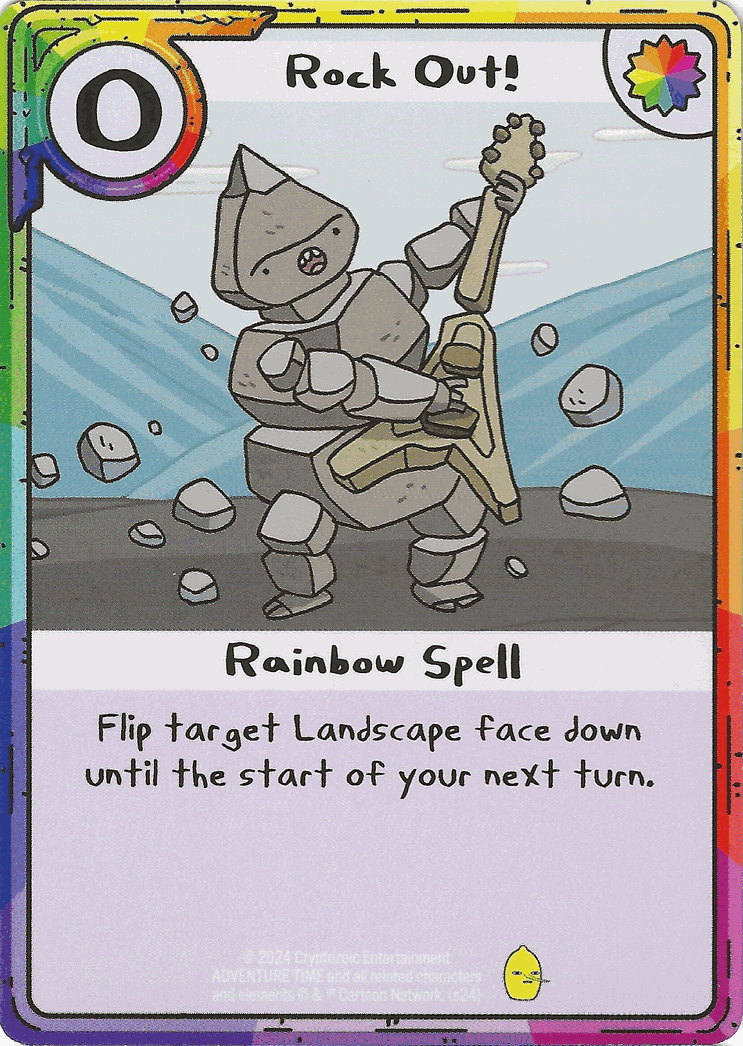 0
Rock Out!
Rainbow Spell
Flip target Landscape face down
until the start of your next turn.
© 2024 Cryptozoic Entertainment.
ADVENTURE TIME and all related characters
and elements © & ™ Cartoon Network. (s24)